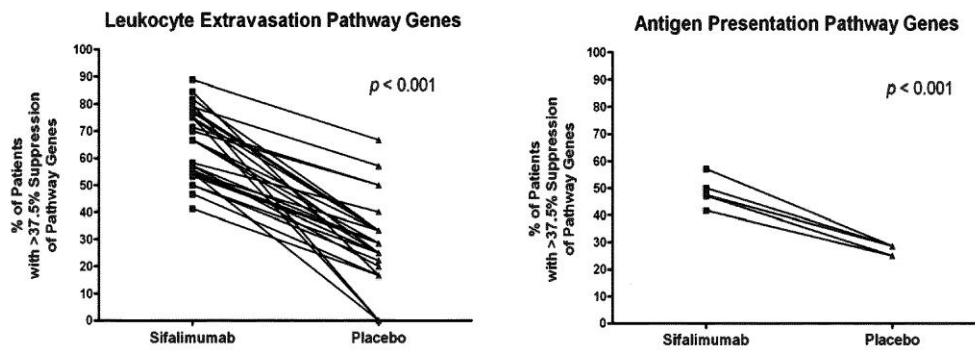 Leukocyte Extravasation Pathway Genes
% of Patients
with >37.5% Suppression
of Pathway Genes
100
90
80
70
60
50
40
30
20
10
0
p < 0.001
Sifalimumab
Placebo
Antigen Presentation Pathway Genes
% of Patients
with >37.5% Suppression
of Pathway Genes
100
90
80
70
60
50
40
30
20
10
0
p < 0.001
Sifalimumab
Placebo